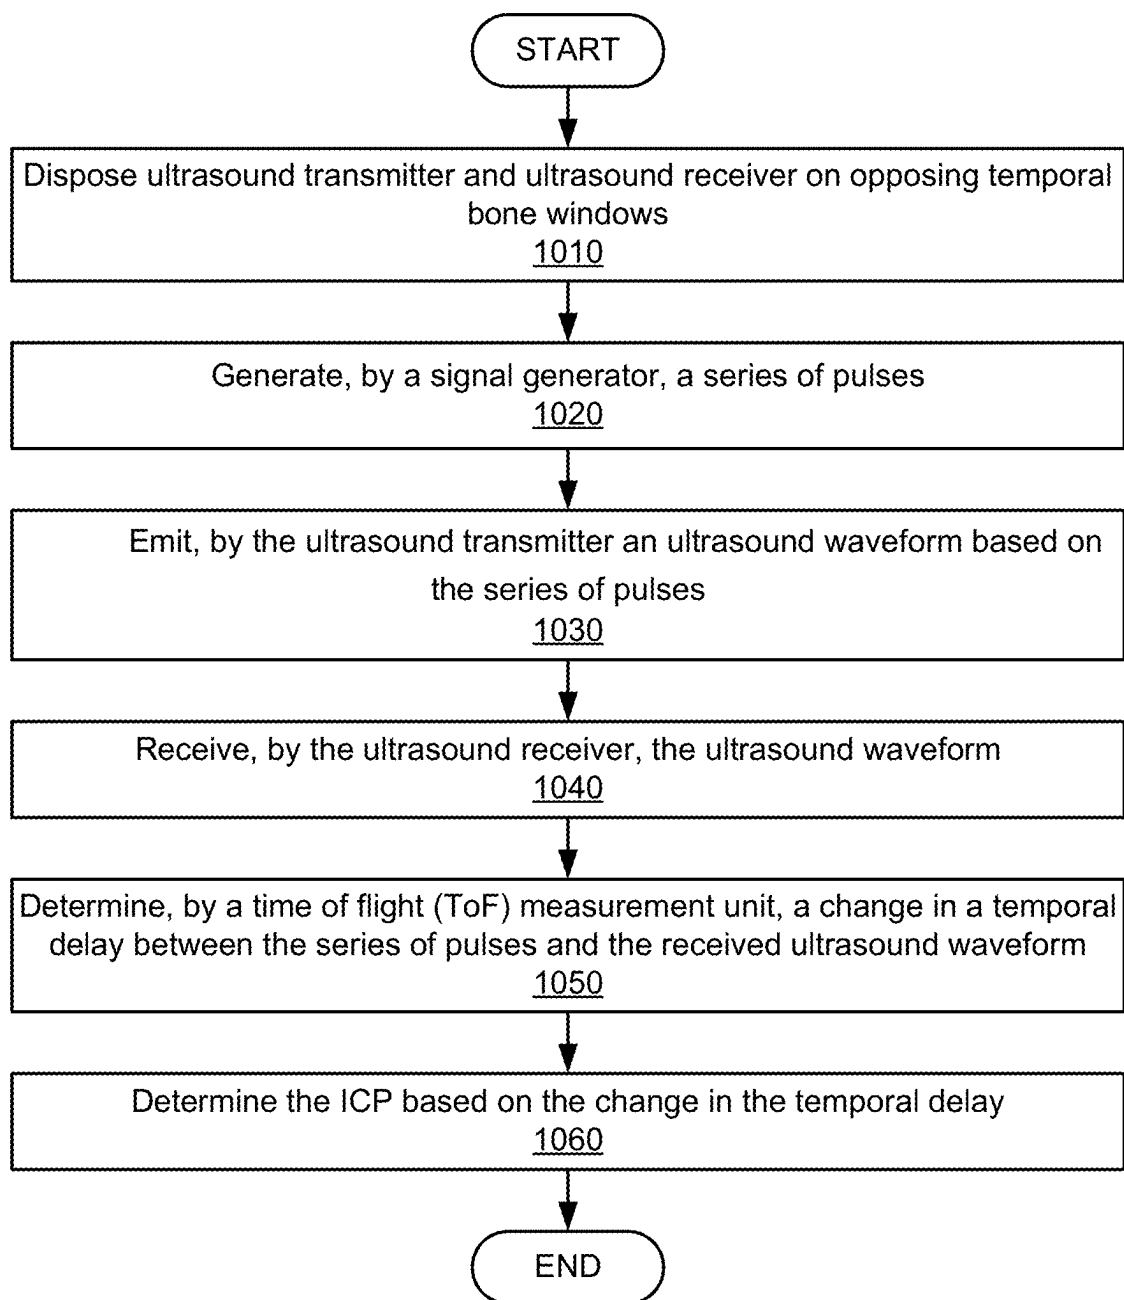 START
Dispose ultrasound transmitter and ultrasound receiver on opposing temporal
bone windows
1010
Generate, by a signal generator, a series of pulses
1020
Emit, by the ultrasound transmitter an ultrasound waveform based on
the series of pulses
1030
Receive, by the ultrasound receiver, the ultrasound waveform
1040
Determine, by a time of flight (ToF) measurement unit, a change in a temporal
delay between the series of pulses and the received ultrasound waveform
1050
Determine the ICP based on the change in the temporal delay
1060
END